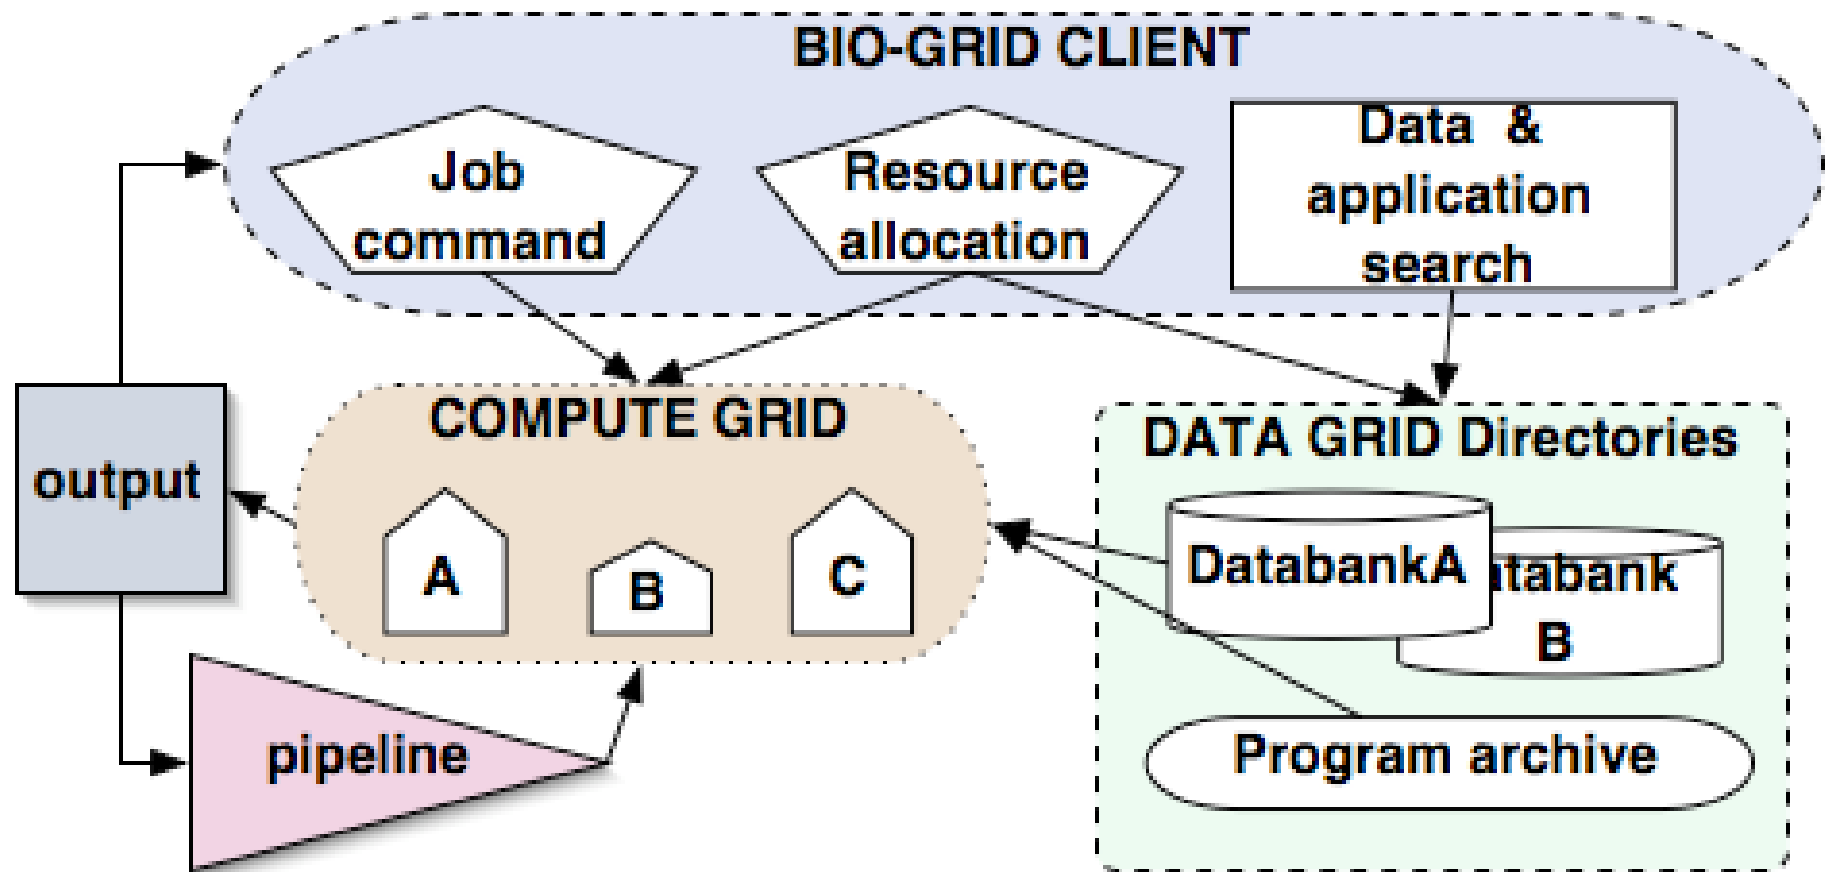 BIO-GRID CLIENT
Job
command
Resource
allocation
Data &
application
search
output
COMPUTE GRID
A
B
C
DATA GRID Directories
DatabankA
atabank
B
pipeline
Program archive